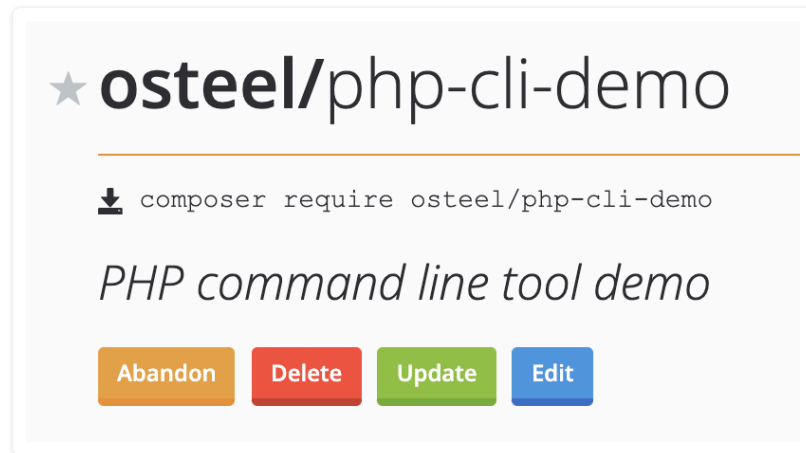 osteel/php-cli-demo
composer require osteel/php-cli-demo
PHP command line tool demo
Abandon Delete Update Edit